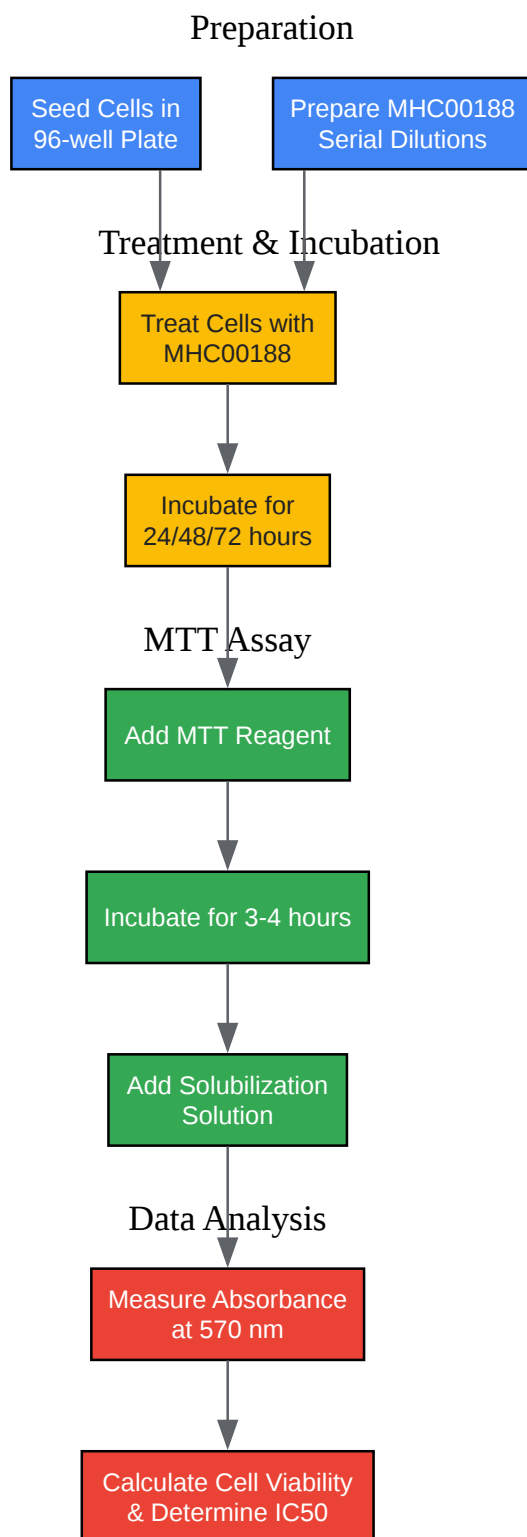 Preparation
Seed Cells in
96-well Plate
Prepare MHC00188
Serial Dilutions
Treatment & Incubation
Treat Cells with
MHC00188
Incubate for
24/48/72 hours
MTT Assay
Add MTT Reagent
Incubate for 3-4 hours
Add Solubilization
Solution
Data Analysis
Measure Absorbance
at 570 nm
Calculate Cell Viability
& Determine IC50